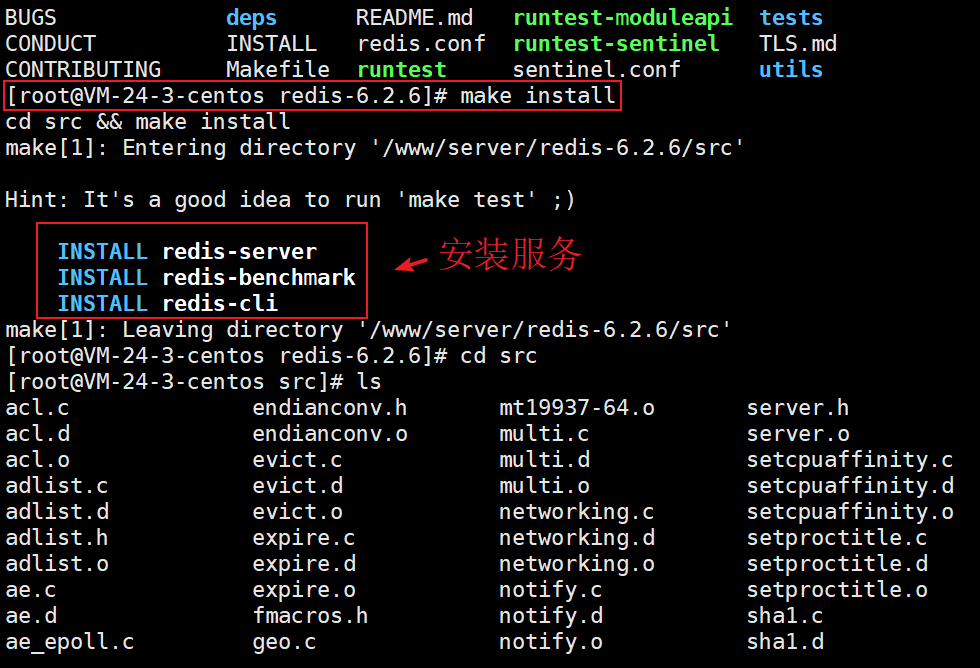 BUGS deps README.md runtest-moduleapi tests
CONDUCT INSTALL redis.conf runtest-sentinel TLS.md
CONTRIBUTING Makefile runtest sentinel.conf utils
[root@VM-24-3-centos redis-6.2.6]# make install
cd src && make install
make[1]: Entering directory '/www/server/redis-6.2.6/src'
Hint: It's a good idea to run 'make test' ;)
INSTALL redis-server
INSTALL redis-benchmark
INSTALL redis-cli
安装服务
make[1]: Leaving directory '/www/server/redis-6.2.6/src'
[root@VM-24-3-centos redis-6.2.6]# cd src
[root@VM-24-3-centos src]# ls
acl.c endianconv.h mt19937-64.o server.h
acl.d endianconv.o multi.c server.o
acl.o evict.c multi.d setcpuaffinity.c
adlist.c evict.d multi.o setcpuaffinity.d
adlist.d evict.o networking.c setcpuaffinity.o
adlist.h expire.c networking.d setproctitle.c
adlist.o expire.d networking.o setproctitle.d
ae.c expire.o notify.c setproctitle.o
ae.d fmacros.h notify.d sha1.c
ae_epoll.c geo.c notify.o sha1.d